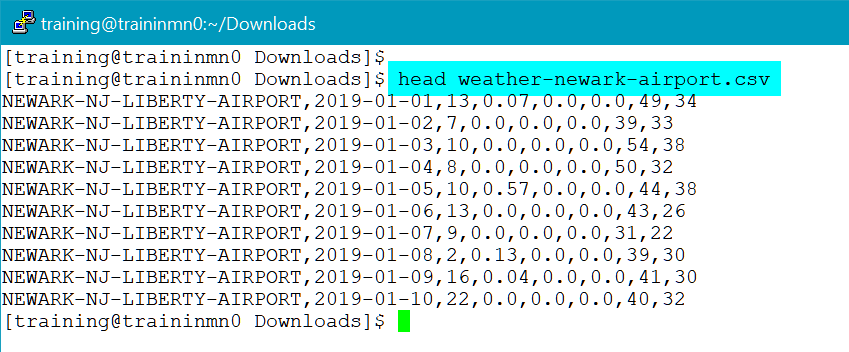 training@traininmn0:~/Downloads
[training@traininmn0 Downloads]$
[training@traininmn0 Downloads]$ head weather-newark-airport.csv
NEWARK-NJ-LIBERTY-AIRPORT,2019-01-01,13,0.07,0.0,0.0,49,34
NEWARK-NJ-LIBERTY-AIRPORT,2019-01-02,7,0.0,0.0,0.0,39,33
NEWARK-NJ-LIBERTY-AIRPORT,2019-01-03,10,0.0,0.0,0.0,54,38
NEWARK-NJ-LIBERTY-AIRPORT,2019-01-04,8,0.0,0.0,0.0,50,32
NEWARK-NJ-LIBERTY-AIRPORT,2019-01-05,10,0.57,0.0,0.0,44,38
NEWARK-NJ-LIBERTY-AIRPORT,2019-01-06,13,0.0,0.0,0.0,43,26
NEWARK-NJ-LIBERTY-AIRPORT,2019-01-07,9,0.0,0.0,0.0,31,22
NEWARK-NJ-LIBERTY-AIRPORT,2019-01-08,2,0.13,0.0,0.0,39,30
NEWARK-NJ-LIBERTY-AIRPORT,2019-01-09,16,0.04,0.0,0.0,41,30
NEWARK-NJ-LIBERTY-AIRPORT,2019-01-10,22,0.0,0.0,0.0,40,32
[training@traininmn0 Downloads]$